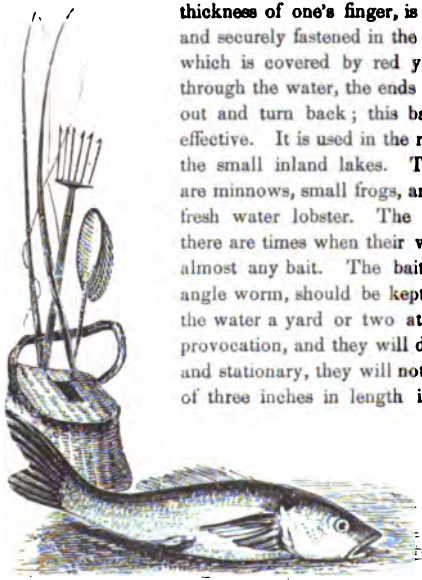 thickness of one's finger, is
and securely fastened in the
which is covered by red
through the water, the ends
out and turn back; this
effective. It is used in the
the small inland lakes.
are minnows, small frogs,
fresh water lobster. The
there are times when their
almost any bait. The bait
angle worm, should be kept
the water a yard or two
provocation, and they will
and stationary, they will not
of three inches in length